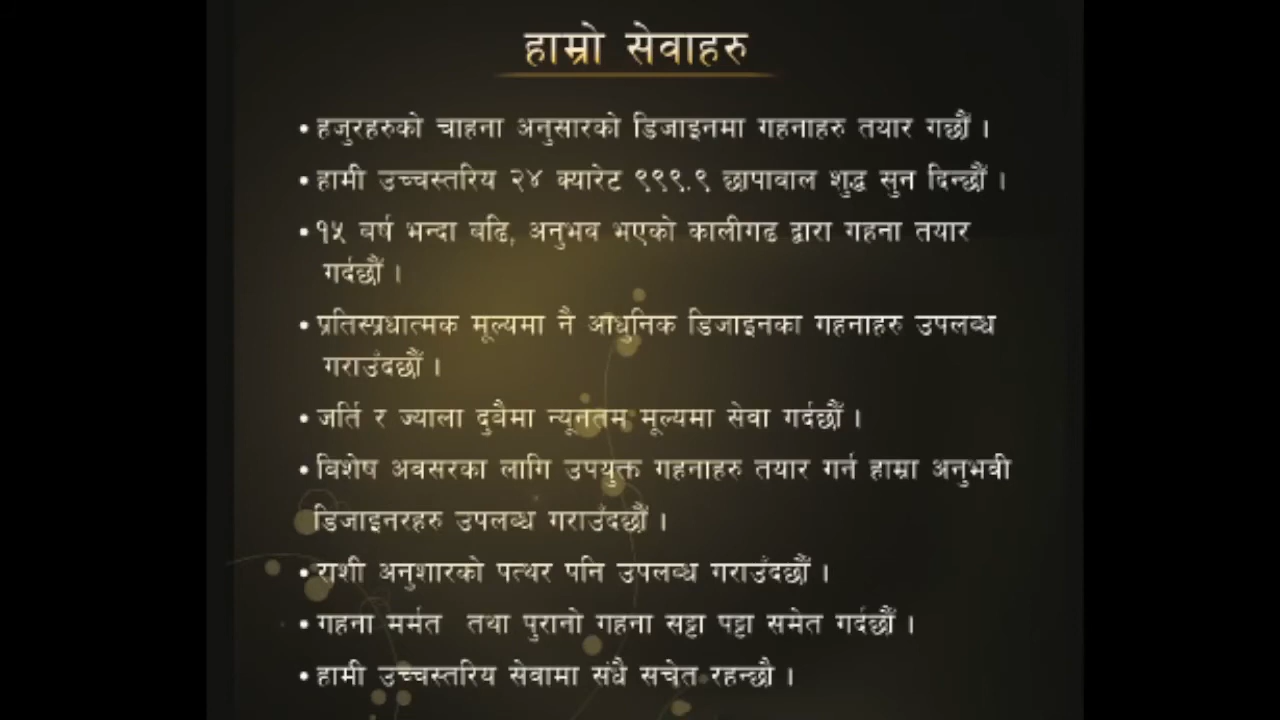 हाम्रो सेवाहरु
• हजुरहरुको चाहना अनुसारको डिजाइनमा गहनाहरु तयार गछौं ।
• हामी उच्चस्तरिय २४ क्यारेट ९९९.९ छापावाल शुद्ध सुन दिन्छौं ।
• १५ बर्ष भन्दा बढि, अनुभव भएको कालीगढ द्वारा गहना तयार
गर्दछौं ।
• प्रतिस्प्रधात्मक मूल्यमा नै आधुनिक डिजाइनका गहनाहरु उपलब्ध
गराउँदछौं ।
• जर्ति र ज्याला दुबैमा न्यूनतम मूल्यमा सेवा गर्दछौं ।
• बिशेष अवसरका लागि उपयुक्त गहनाहरु तयार गर्न हाम्रा अनुभवी
डिजाइनरहरु उपलब्ध गराउँदछौं ।
• राशी अनुशारको पत्थर पनि उपलब्ध गराउँदछौं ।
• गहना मर्मत तथा पुरानो गहना सट्टा पट्टा समेत गर्दछौं ।
• हामी उच्चस्तरिय सेवामा संधै सचेत रहन्छौ ।